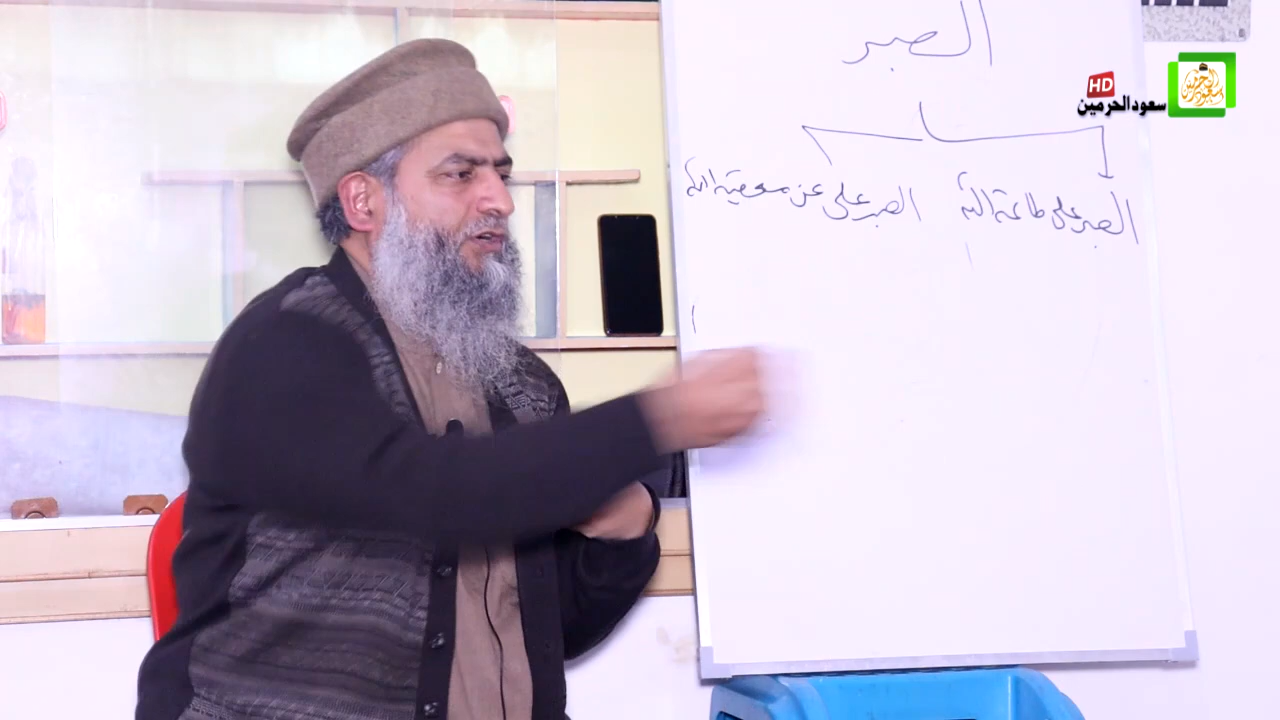 الصبر
HD
سعود الحرمين
الصبر على طاعة الله
الصبر على عن معصية الله